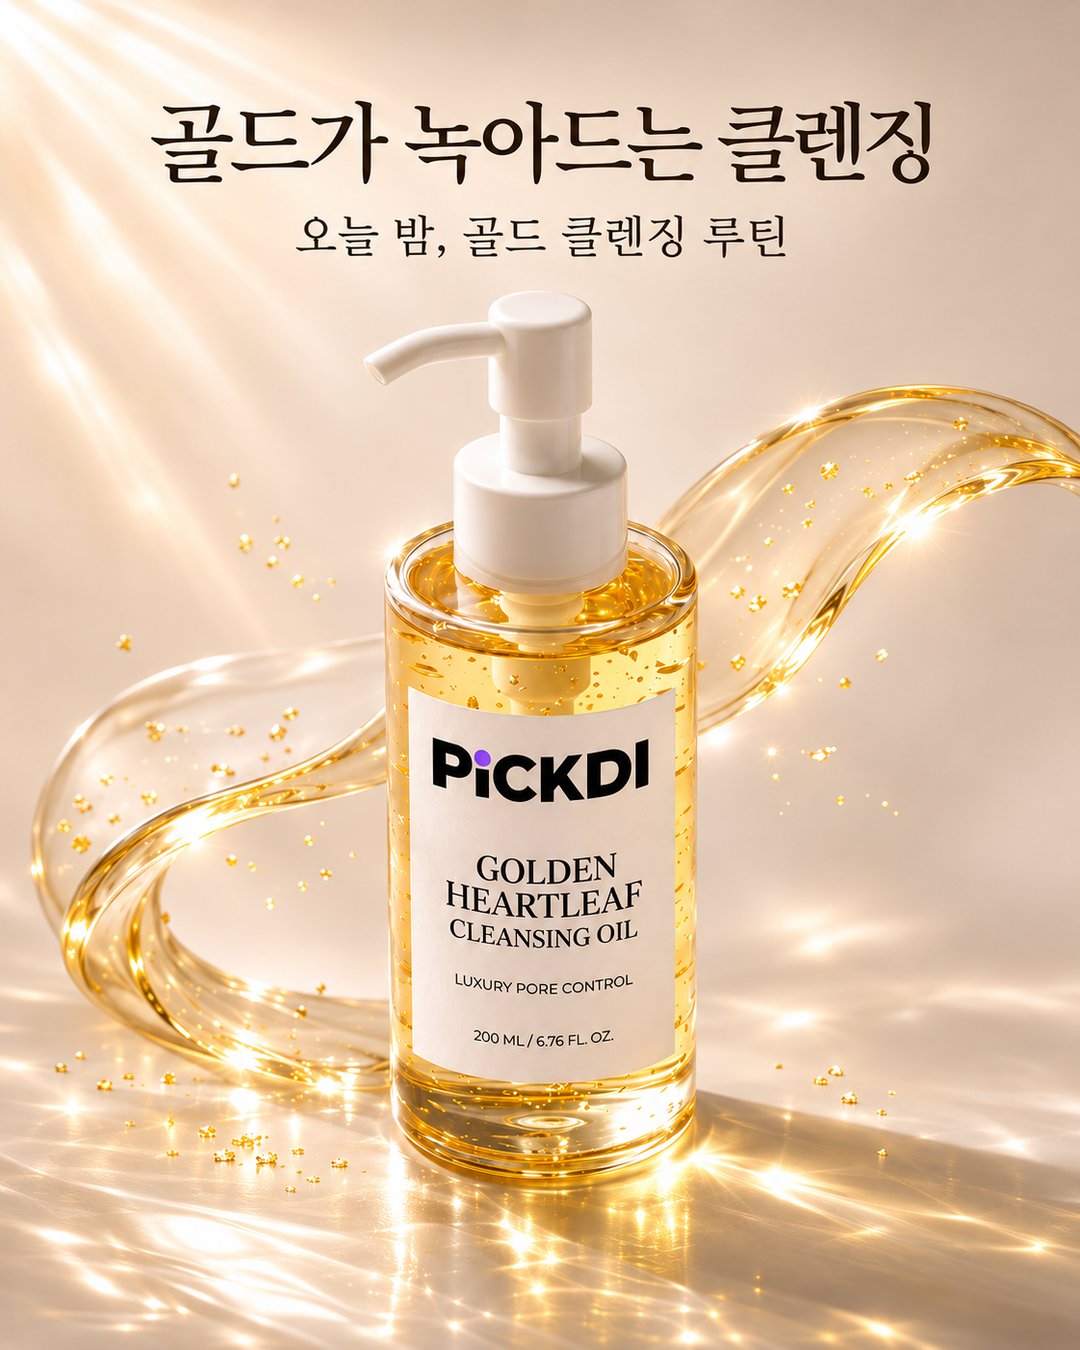 골드가 녹아드는 클렌징
오늘 밤, 골드 클렌징 루틴
PiCKDI
GOLDEN
HEARTLEAF
CLEANSING OIL
LUXURY PORE CONTROL
200 ML / 6.76 FL. OZ.